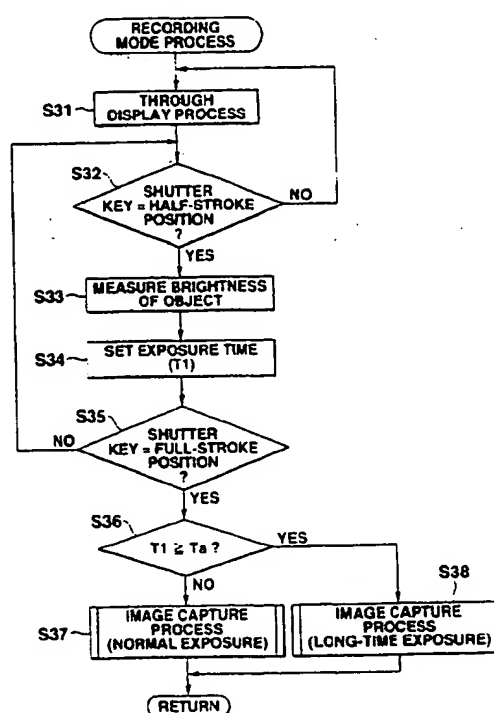 RECORDING
MODE PROCESS
S31
THROUGH
DISPLAY PROCESS
S32
SHUTTER
KEY = HALF-STROKE
POSITION
?
NO
YES
S33
MEASURE BRIGHTNESS
OF OBJECT
S34
SET EXPOSURE TIME
(T1)
S35
NO
SHUTTER
KEY = FULL-STROKE
POSITION
?
YES
S36
T1 ≧ Ta ?
YES
NO
S37
IMAGE CAPTURE
PROCESS
(NORMAL EXPOSURE)
S38
IMAGE CAPTURE
PROCESS
(LONG-TIME EXPOSURE)
RETURN